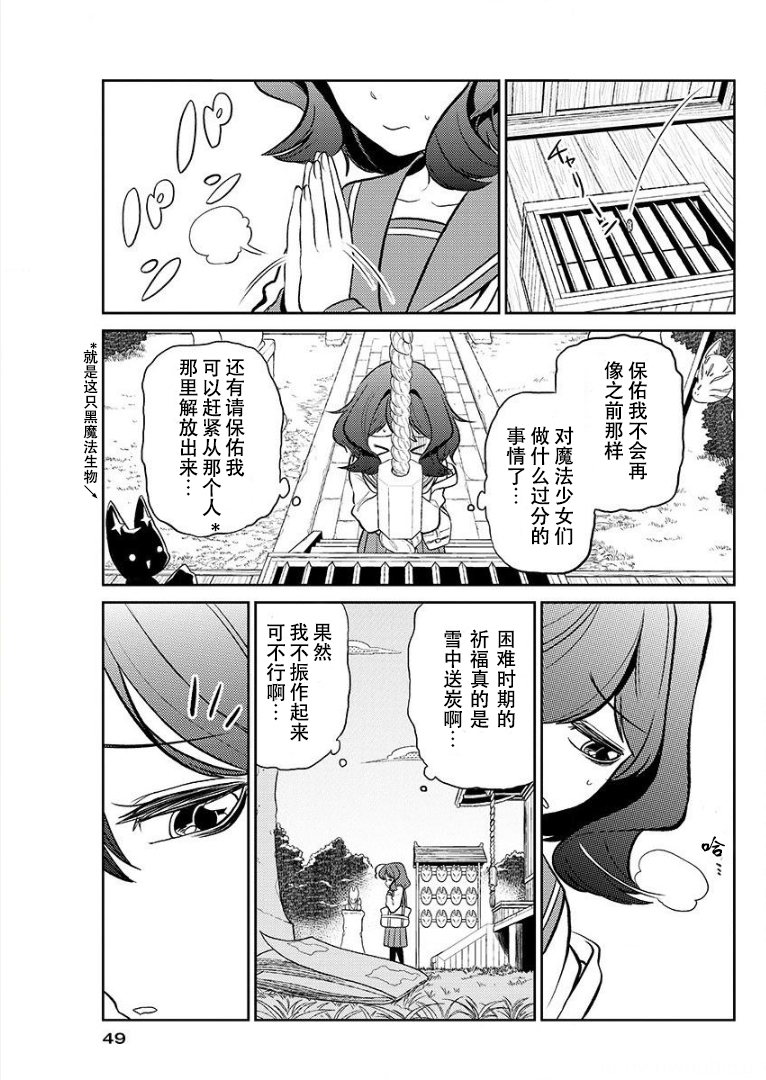 チャリーン
パン
パン
保佑我不会再
像之前那样
对魔法少女们
做什么过分的
事情了…
还有请保佑我
可以赶紧从那个人*
那里解放出来…
*就是这只黑魔法生物
哈…
困难时期的
祈福真的是
雪中送炭啊…
果然
我不振作起来
可不行啊…
49